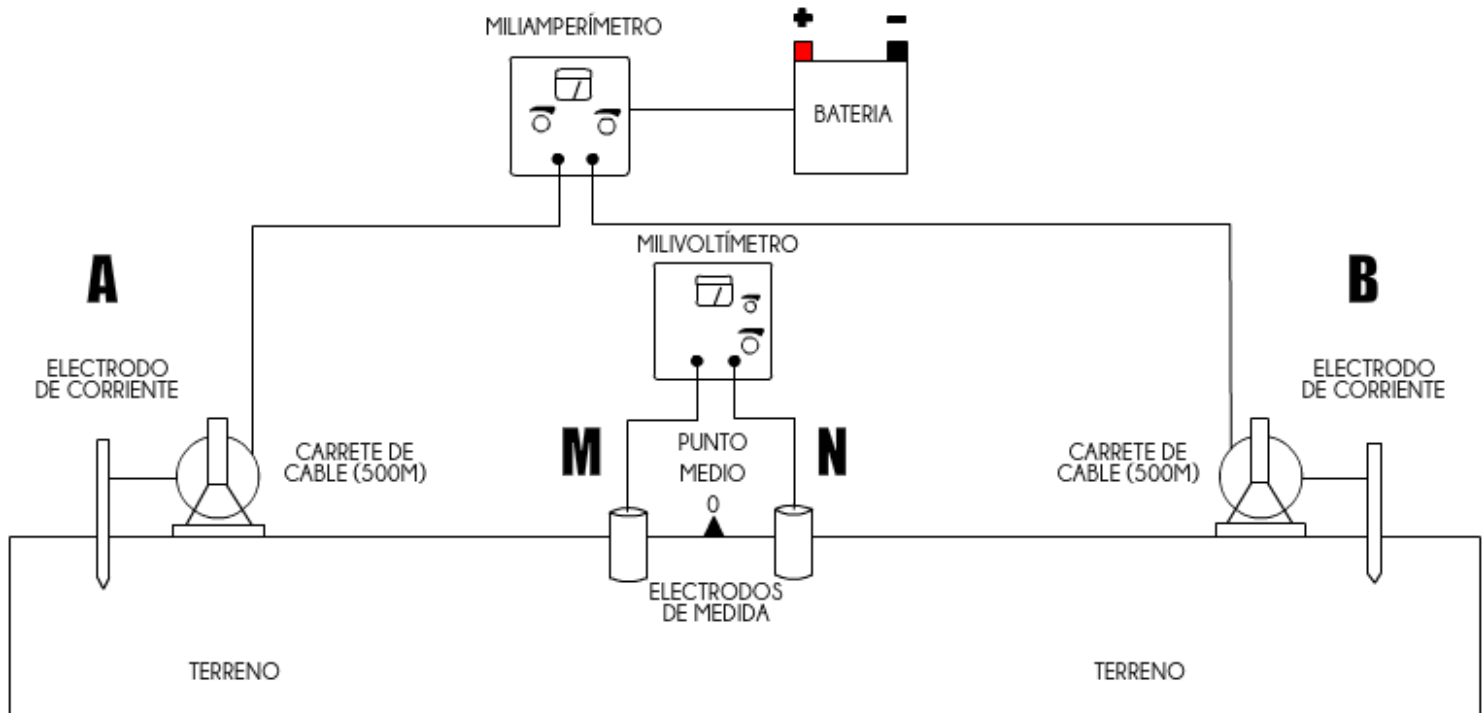 MILIAMPERÍMETRO
+ -
BATERIA
MILIVOLTÍMETRO
A
B
ELECTRODO
DE CORRIENTE
ELECTRODO
DE CORRIENTE
CARRETE DE
CABLE (500M)
M
PUNTO
MEDIO
0
N
CARRETE DE
CABLE (500M)
ELECTRODOS
DE MEDIDA
TERRENO
TERRENO